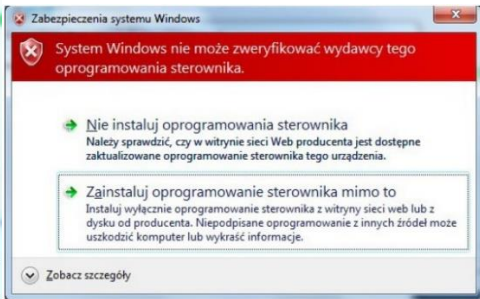 Zabezpieczenia systemu Windows
System Windows nie może zweryfikować wydawcy tego
oprogramowania sterownika.
Nie instaluj oprogramowania sterownika
Należy sprawdzić, czy w witrynie sieci Web producenta jest dostępne
zaktualizowane oprogramowanie sterownika tego urządzenia.
Zainstaluj oprogramowanie sterownika mimo to
Instaluj wyłącznie oprogramowanie sterownika z witryny sieci web lub z
dysku od producenta. Niepodpisane oprogramowanie z innych źródeł może
uszkodzić komputer lub wykraść informacje.
Zobacz szczegóły